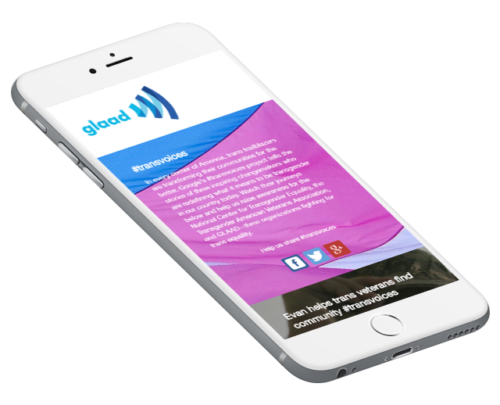 glaad
#transvoices
In every corner of America, trans trailblazers
are transforming their communities for the
better. Google's #transvoices project tells the
stories of three inspiring changemakers who
are redefining what it means to be transgender
in our country today. Watch their journeys
below and help us raise awareness for the
National Center for Transgender Equality, the
Transgender American Veterans Association,
and GLAAD - three organizations fighting for
trans equality.
Help us share #transvoices
f
g+
Evan helps trans veterans find
community #transvoices